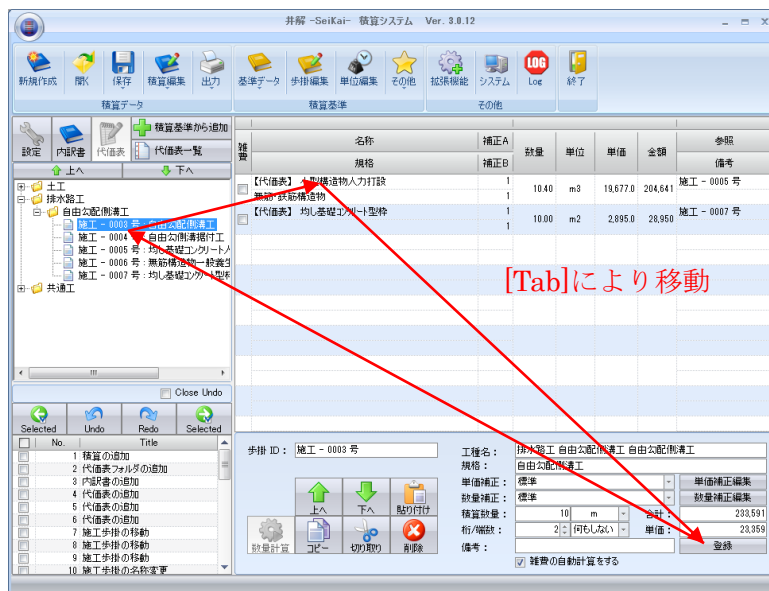 井解 -SeiKai- 積算システム Ver. 3.0.12
新規作成 開く 保存 積算編集 出力 基準データ 歩掛編集 単位編集 その他 拡張機能 システム Log 終了
積算データ 積算基準 その他
設定 内訳書 代価表 積算基準から追加
代価表一覧
上へ 下へ
土工
排水路工
自由勾配側溝工
施工 - 0003 号 : 自由勾配側溝工
施工 - 0004 号 : 自由勾配側溝据付工
施工 - 0005 号 : 均し基礎コンクリート人
施工 - 0006 号 : 無筋構造物一般養生
施工 - 0007 号 : 均し基礎コンクリート型枠
共通工
雑費 名称 補正A 数量 単位 単価 金額 参照
規格 補正B 備考
【代価表】 小型構造物人力打設 1 10.40 m3 19,677.0 204,641 施工 - 0005 号
無筋・鉄筋構造物 1
【代価表】 均し基礎コンクリート型枠 1 10.00 m2 2,895.0 28,950 施工 - 0007 号
1
[Tab]により移動
Close Undo
Selected Undo Redo Selected
No. Title
1 積算の追加
2 代価表フォルダの追加
3 内訳書の追加
4 代価表の追加
5 代価表の追加
6 代価表の追加
7 施工歩掛の移動
8 施工歩掛の移動
9 施工歩掛の移動
10 施工歩掛の名称変更
歩掛 ID : 施工 - 0003 号
上へ 下へ 貼り付け
数量計算 コピー 切り取り 削除
工種名 : 排水路工 自由勾配側溝工 自由勾配側溝工
規格 : 自由勾配側溝工
単価補正 : 標準 単価補正編集
数量補正 : 標準 数量補正編集
積算数量 : 10 m 合計 : 233,591
桁/端数 : 2 何もしない 単価 : 23,359
備考 : 登録
雑費の自動計算をする